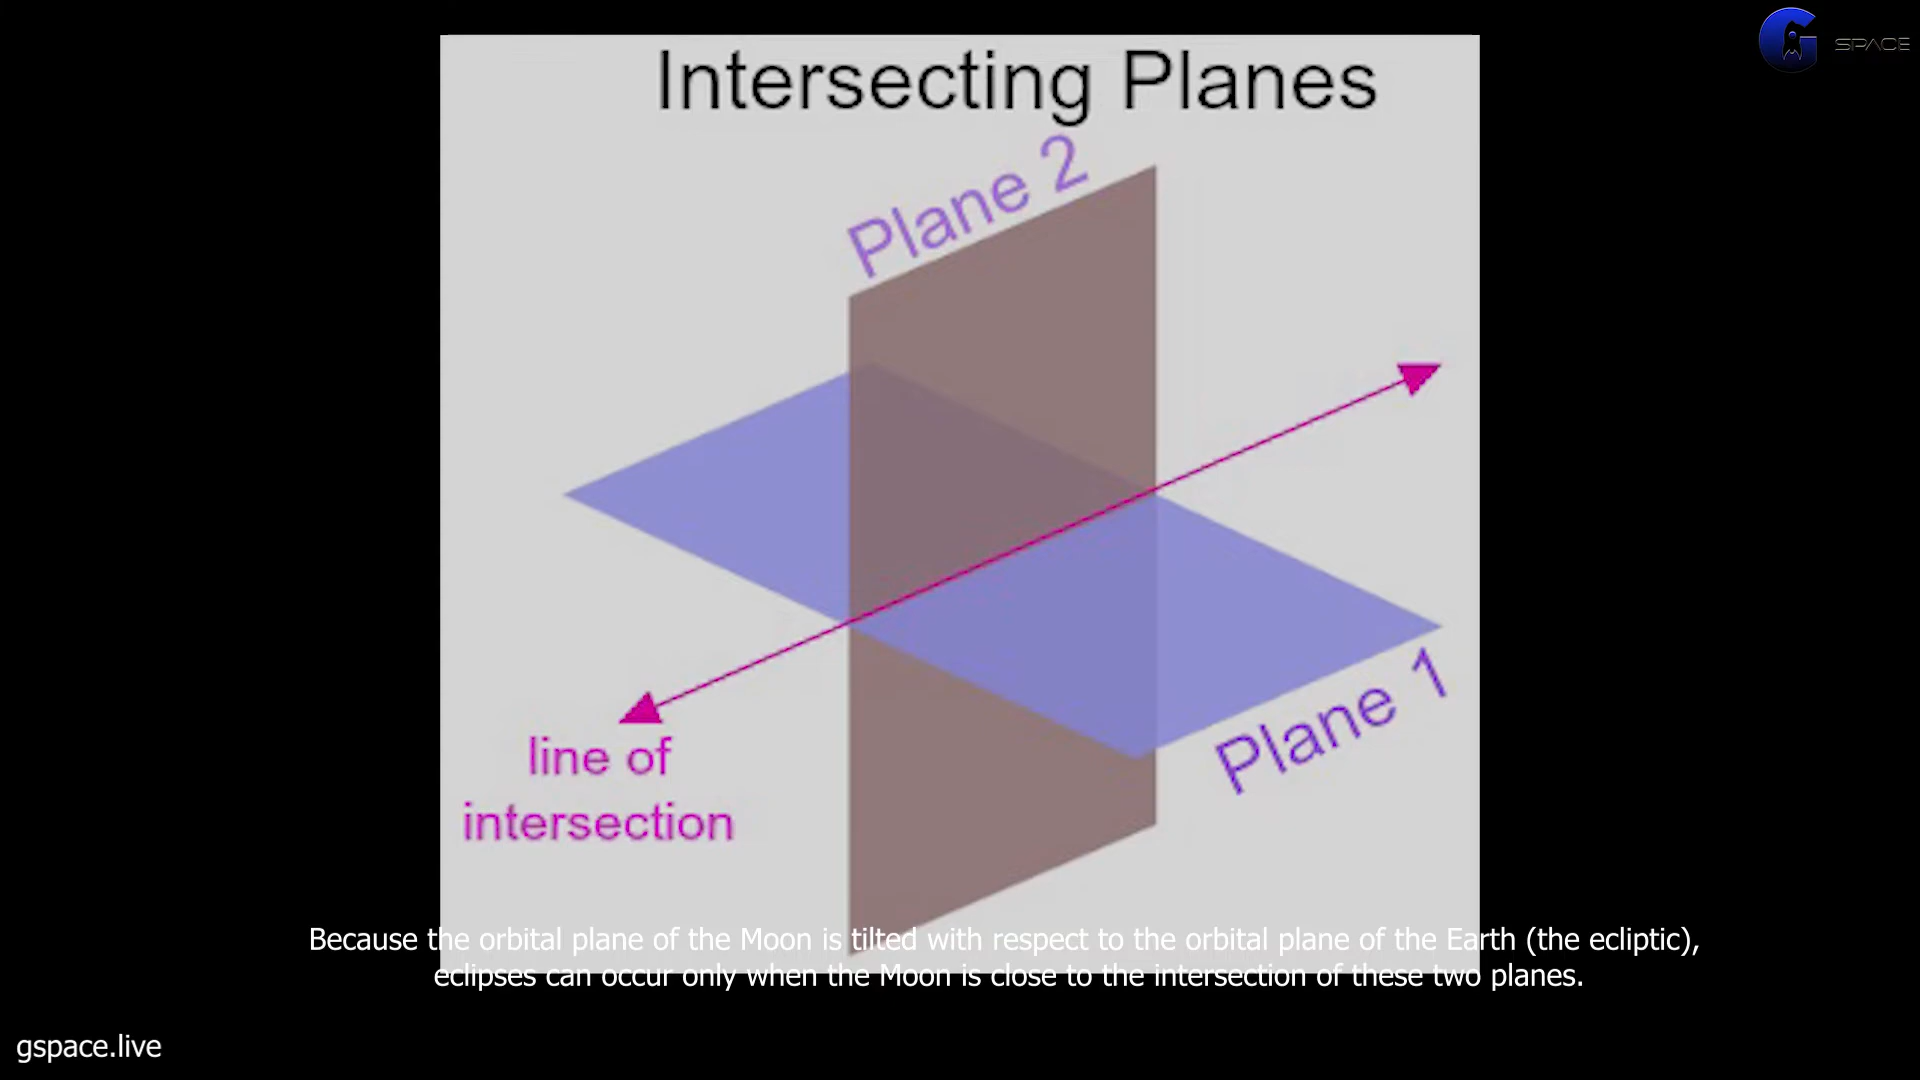 SPACE
Intersecting Planes
Plane 2
Plane 1
line of
intersection
Because the orbital plane of the Moon is tilted with respect to the orbital plane of the Earth (the ecliptic),
eclipses can occur only when the Moon is close to the intersection of these two planes.
gspace.live